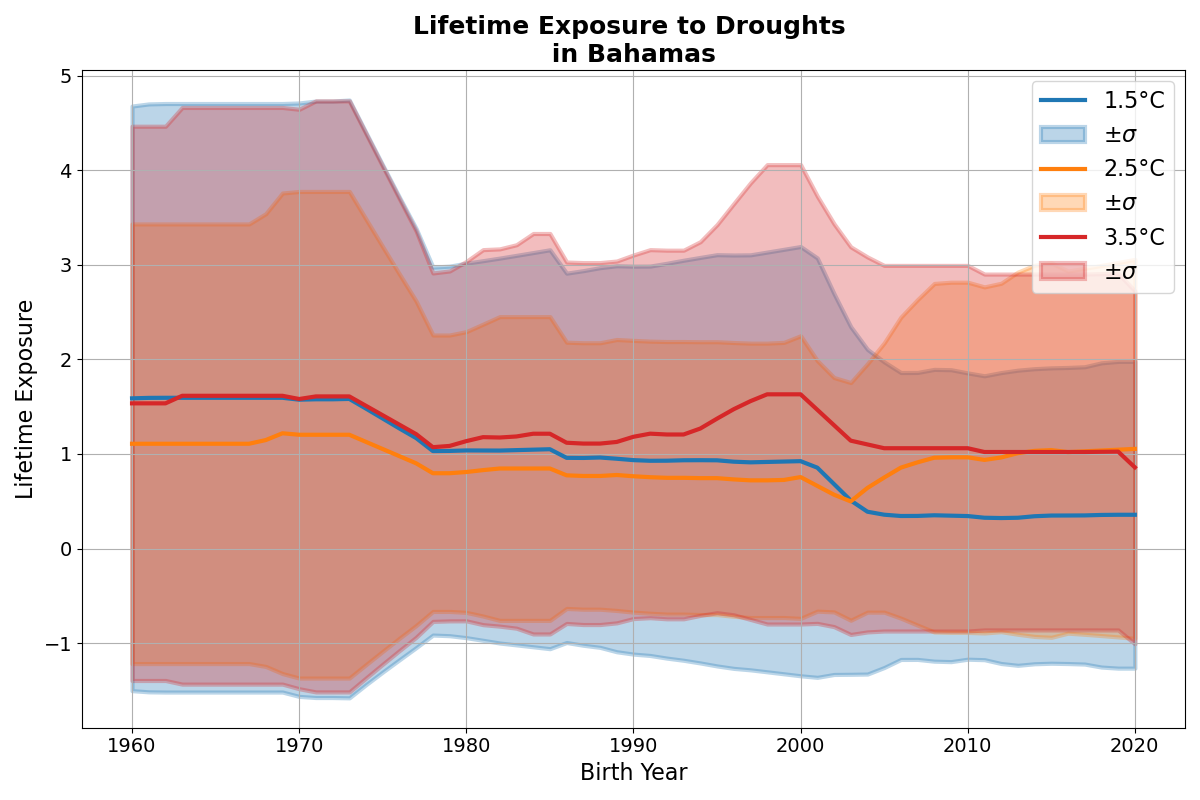 Lifetime Exposure to Droughts
in Bahamas
5
4
3
2
1
0
−1
Lifetime Exposure
1960
1970
1980
1990
2000
2010
2020
Birth Year
1.5°C
±σ
2.5°C
±σ
3.5°C
±σ